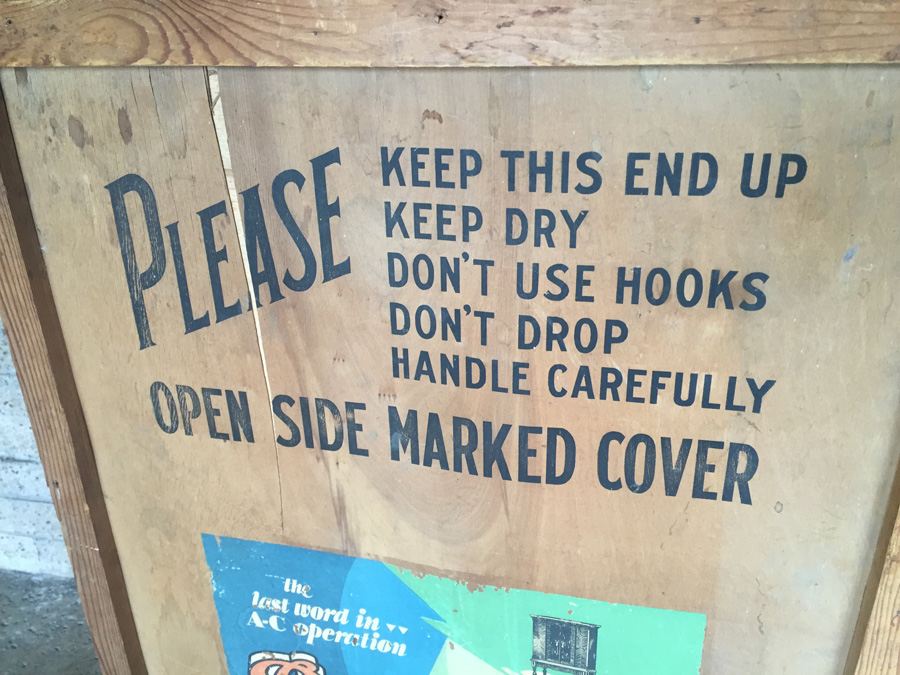 PLEASE
KEEP THIS END UP
KEEP DRY
DON'T USE HOOKS
DON'T DROP
HANDLE CAREFULLY
OPEN SIDE MARKED COVER
the
last word in
A-C operation